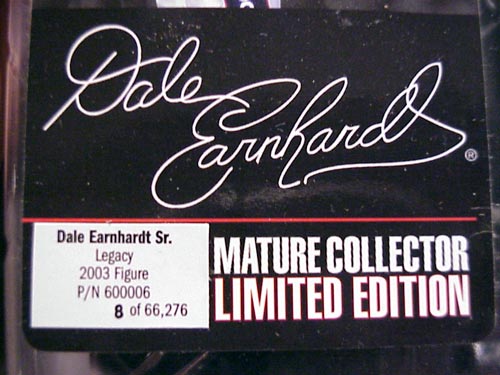 Dale
Earnhardt®
Dale Earnhardt Sr.
Legacy
2003 Figure
P/N 600006
8 of 66,276
MATURE COLLECTOR
LIMITED EDITION